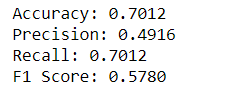 Accuracy: 0.7012
Precision: 0.4916
Recall: 0.7012
F1 Score: 0.5780